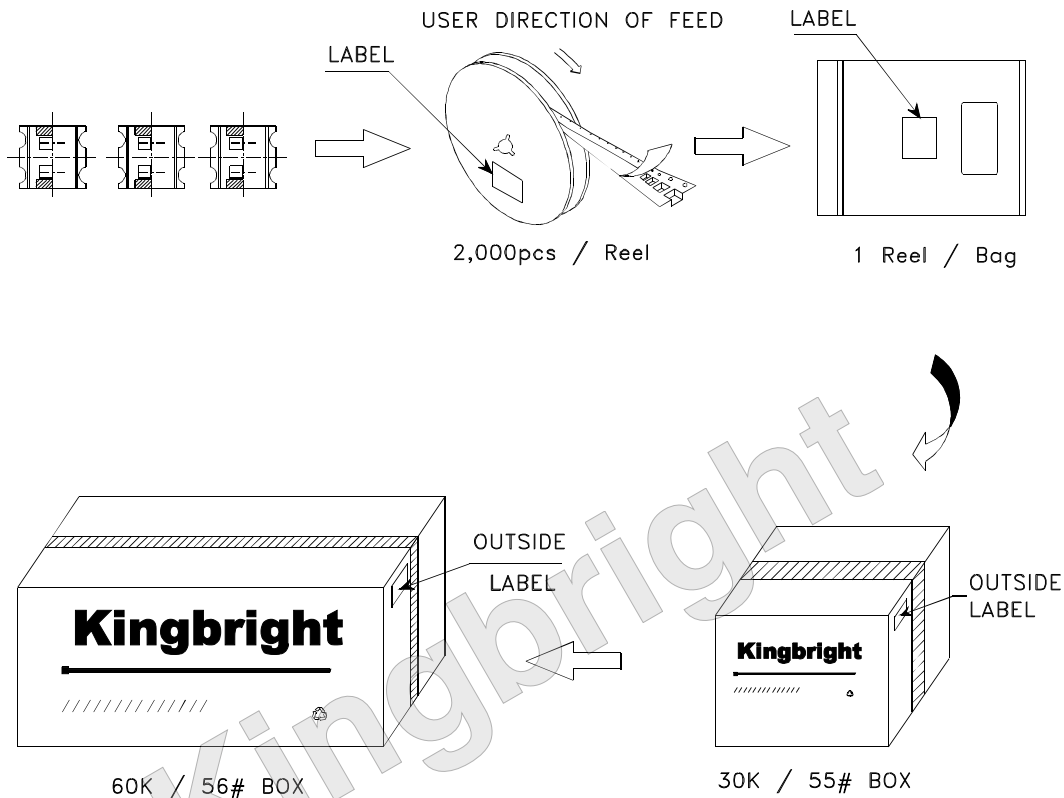 USER DIRECTION OF FEED
LABEL
LABEL
2,000pcs / Reel
1 Reel / Bag
OUTSIDE
LABEL
Kingbright
60K / 56# BOX
OUTSIDE
LABEL
Kingbright
30K / 55# BOX
Kingbright